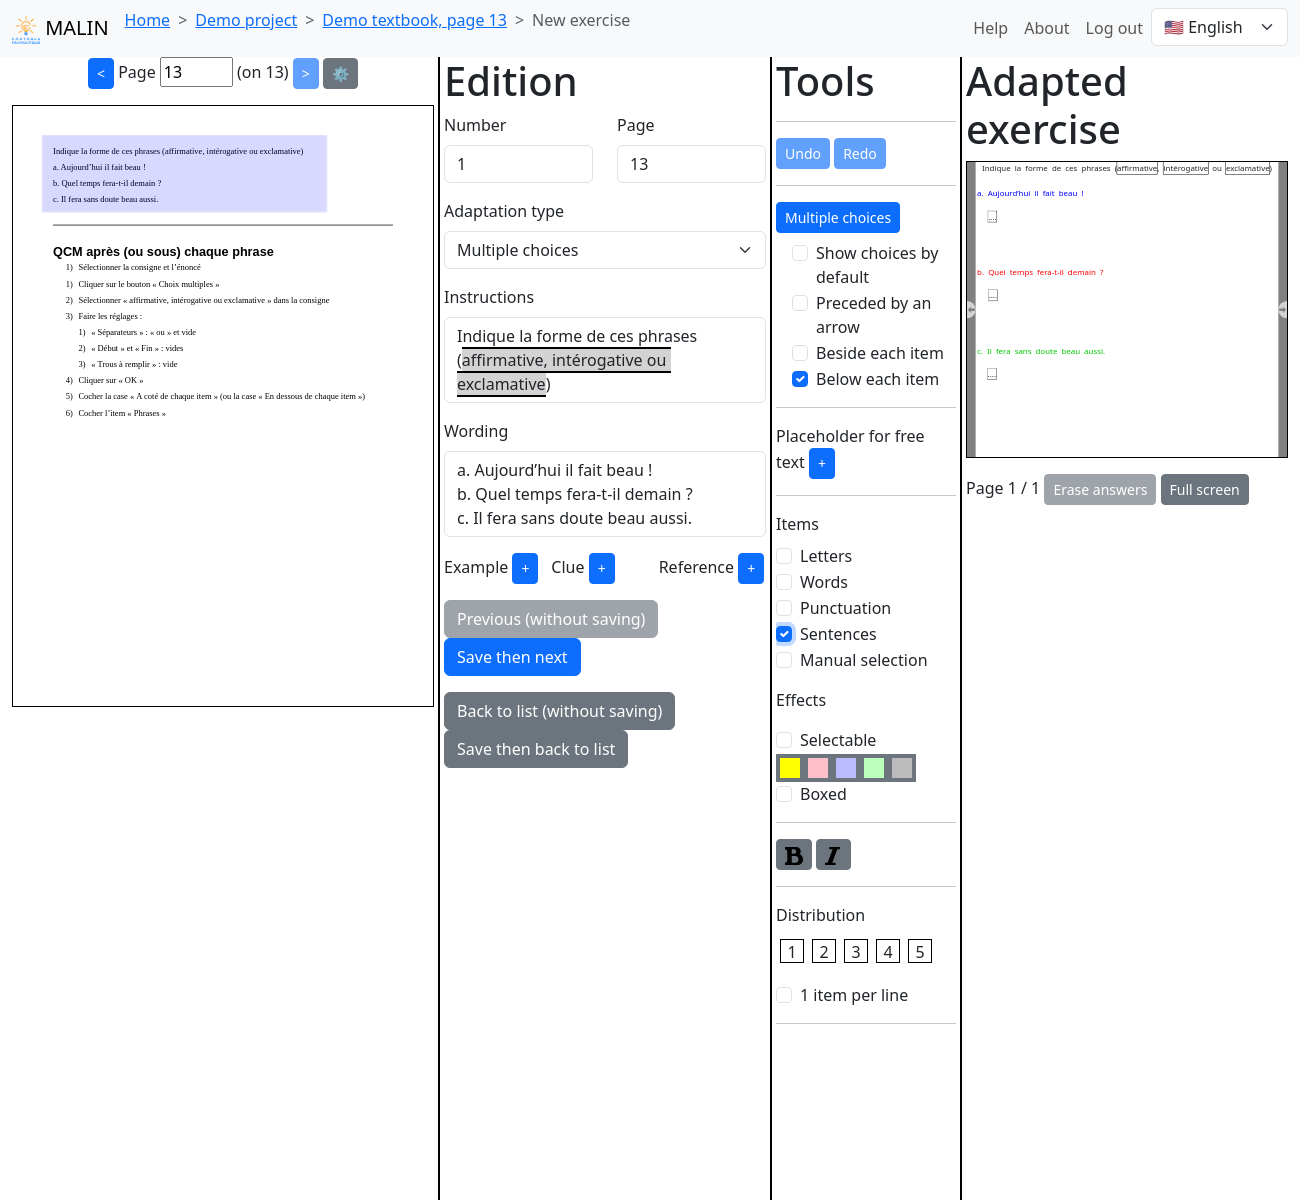 MALIN
Home > Demo project > Demo textbook, page 13 > New exercise
Help About Log out 🇺🇸 English
< Page 13 (on 13) > ⚙️
Indique la forme de ces phrases (affirmative, intérogative ou exclamative)
a. Aujourd’hui il fait beau !
b. Quel temps fera-t-il demain ?
c. Il fera sans doute beau aussi.
QCM après (ou sous) chaque phrase
1) Sélectionner la consigne et l’énoncé
1) Cliquer sur le bouton « Choix multiples »
2) Sélectionner « affirmative, intérogative ou exclamative » dans la consigne
3) Faire les réglages :
1) « Séparateurs » : « ou » et vide
2) « Début » et « Fin » : vides
3) « Trous à remplir » : vide
4) Cliquer sur « OK »
5) Cocher la case « A coté de chaque item » (ou la case « En dessous de chaque item »)
6) Cocher l’item « Phrases »
Edition
Number Page
1 13
Adaptation type
Multiple choices
Instructions
Indique la forme de ces phrases
(affirmative, intérogative ou
exclamative)
Wording
a. Aujourd’hui il fait beau !
b. Quel temps fera-t-il demain ?
c. Il fera sans doute beau aussi.
Example + Clue + Reference +
Previous (without saving)
Save then next
Back to list (without saving)
Save then back to list
Tools
Undo Redo
Multiple choices
Show choices by
default
Preceded by an
arrow
Beside each item
Below each item
Placeholder for free
text +
Items
Letters
Words
Punctuation
Sentences
Manual selection
Effects
Selectable
Boxed
B I
Distribution
1 2 3 4 5
1 item per line
Adapted
exercise
Indique la forme de ces phrases (affirmative, intérogative ou exclamative)
a. Aujourd’hui il fait beau !
....
b. Quel temps fera-t-il demain ?
....
c. Il fera sans doute beau aussi.
....
Page 1 / 1 Erase answers Full screen